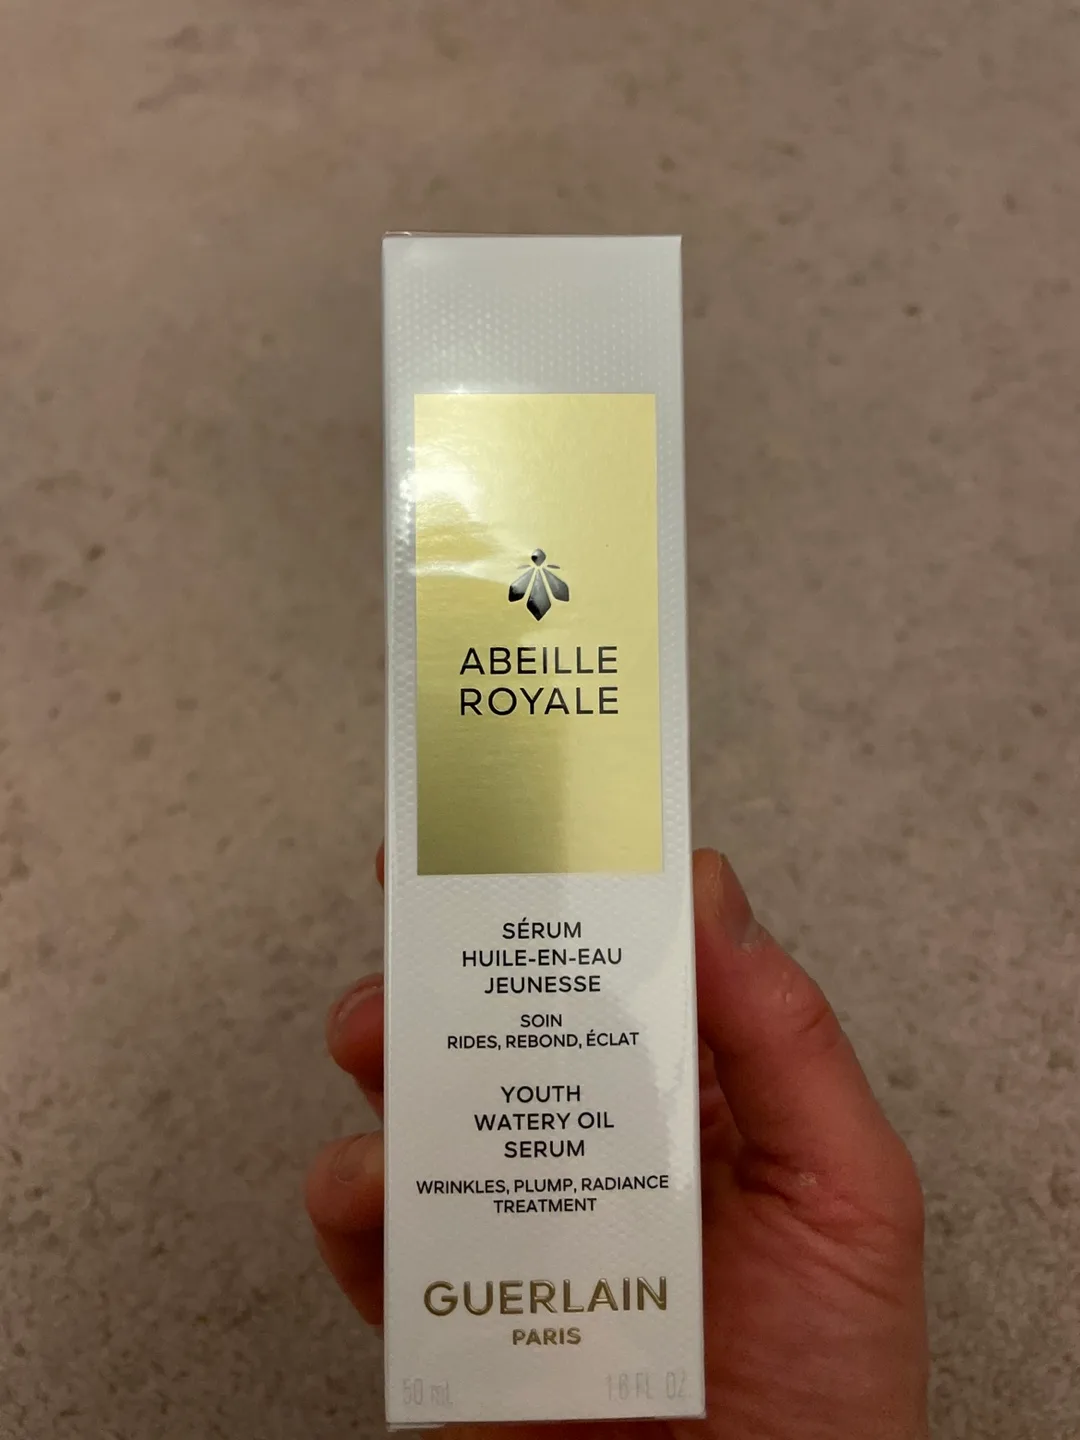 ABEILLE
ROYALE
SÉRUM
HUILE-EN-EAU
JEUNESSE
SOIN
RIDES, REBOND, ÉCLAT
YOUTH
WATERY OIL
SERUM
WRINKLES, PLUMP, RADIANCE
TREATMENT
GUERLAIN
PARIS
50 mL 1.6 FL OZ